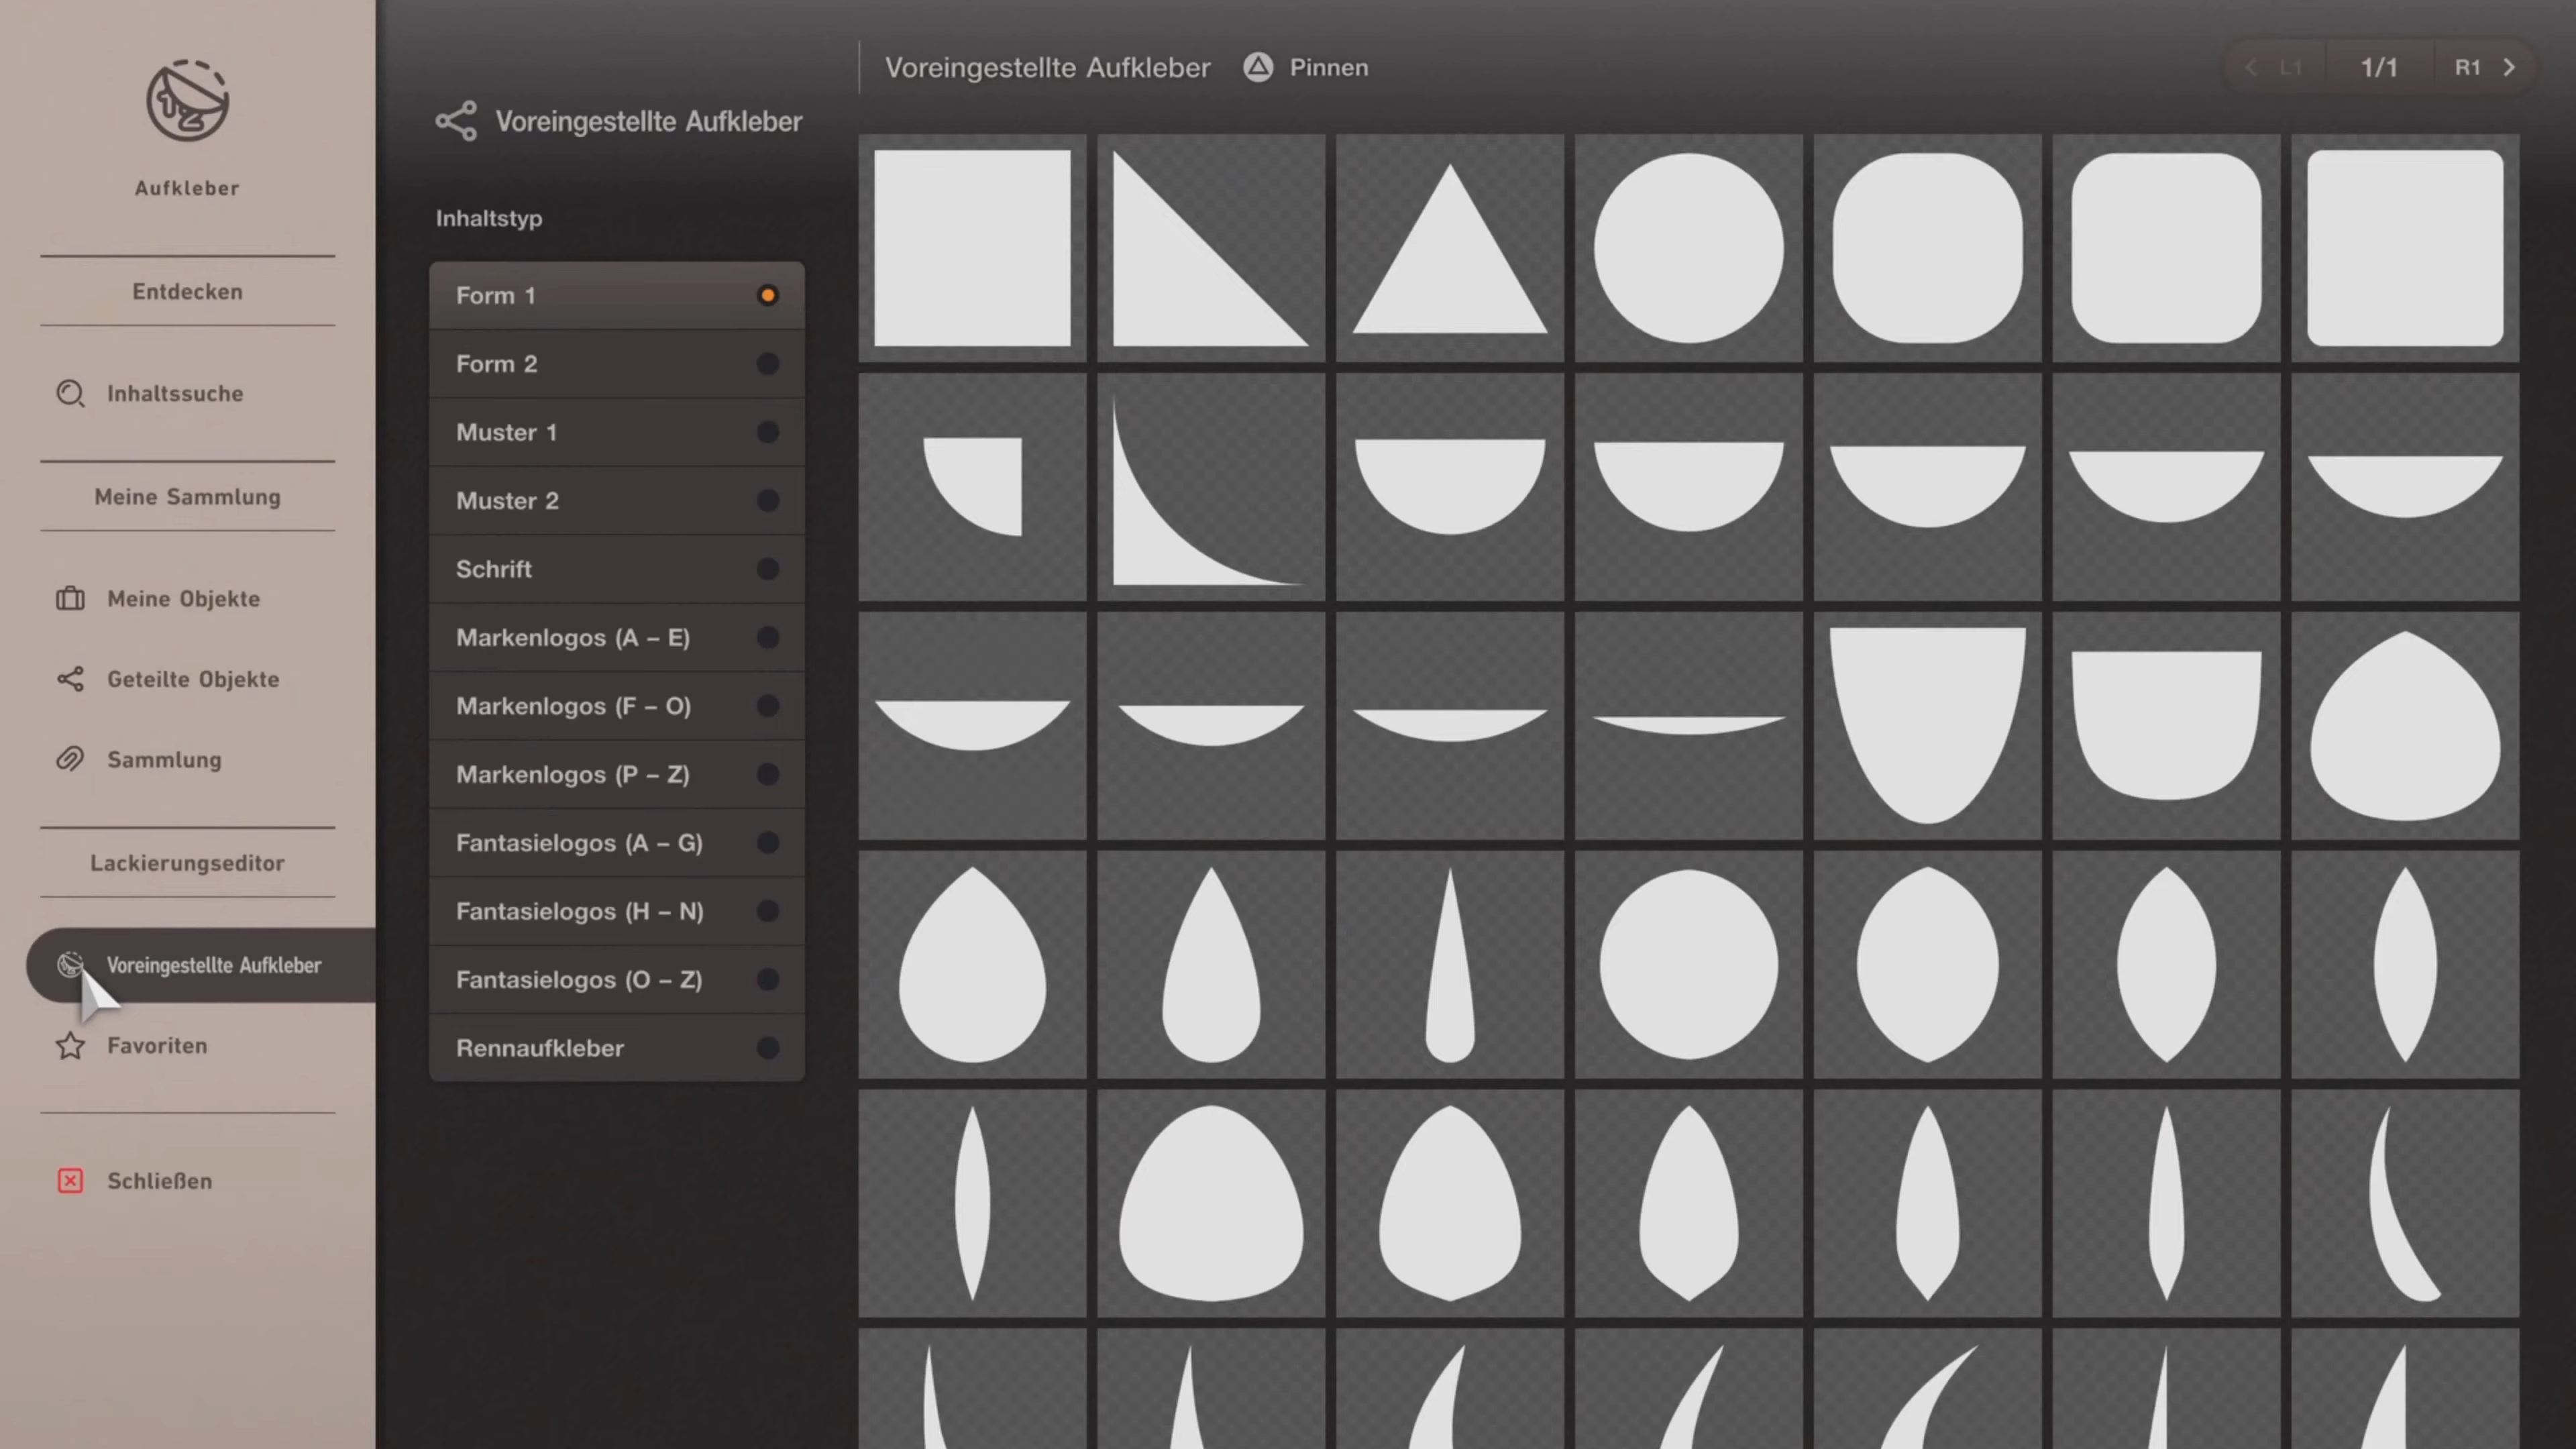 Aufkleber
Entdecken
Inhaltssuche
Meine Sammlung
Meine Objekte
Geteilte Objekte
Sammlung
Lackierungseditor
Voreingestellte Aufkleber
Favoriten
Schließen
Voreingestellte Aufkleber
Inhaltstyp
Form 1
Form 2
Muster 1
Muster 2
Schrift
Markenlogos (A – E)
Markenlogos (F – O)
Markenlogos (P – Z)
Fantasielogos (A – G)
Fantasielogos (H – N)
Fantasielogos (O – Z)
Rennaufkleber
Voreingestellte Aufkleber Pinnen
L1 1/1 R1